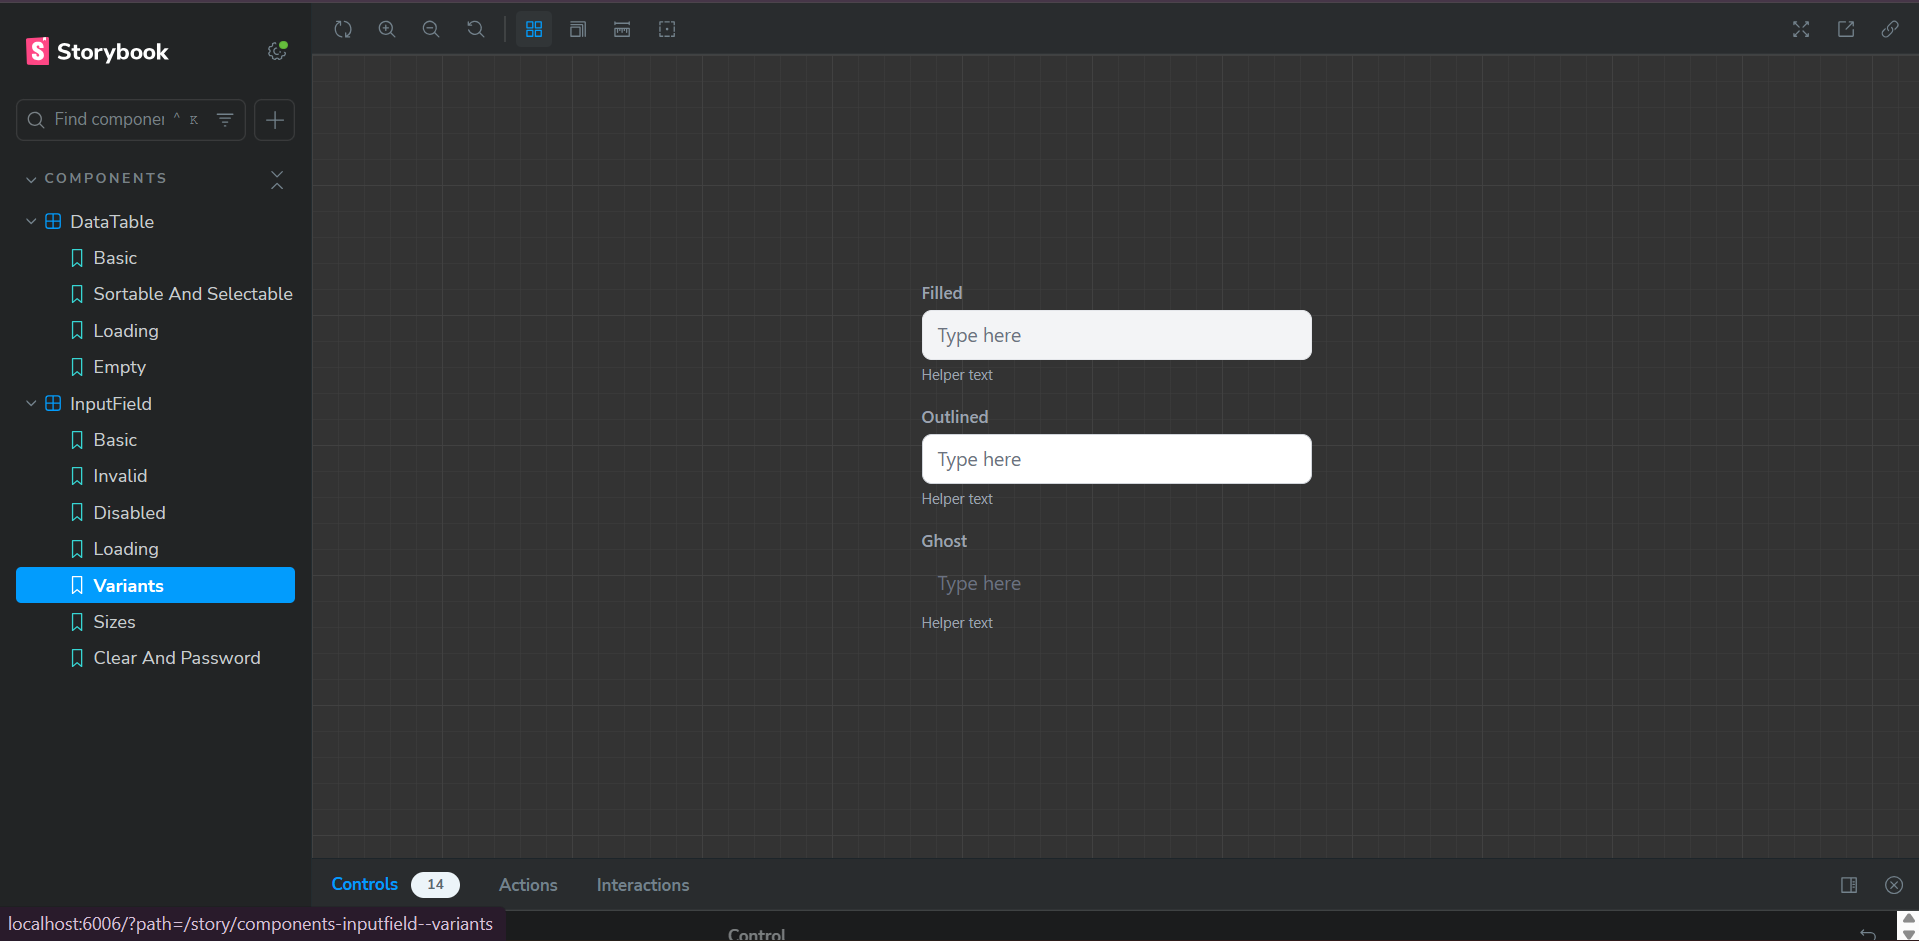 Storybook
Find componen ^ K
COMPONENTS
DataTable
Basic
Sortable And Selectable
Loading
Empty
InputField
Basic
Invalid
Disabled
Loading
Variants
Sizes
Clear And Password
Filled
Type here
Helper text
Outlined
Type here
Helper text
Ghost
Type here
Helper text
Controls 14 Actions Interactions
Control
localhost:6006/?path=/story/components-inputfield--variants